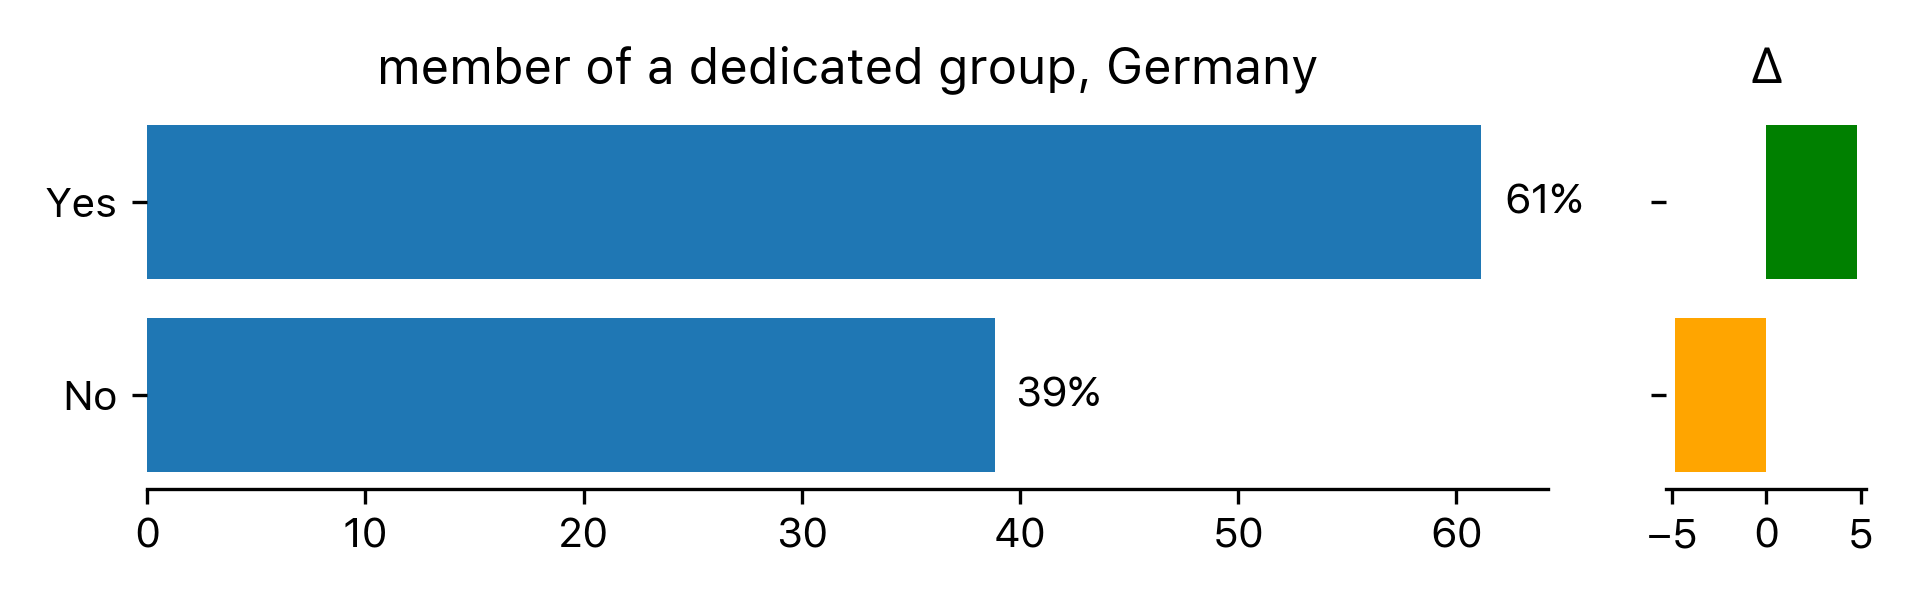 member of a dedicated group, Germany
Δ
Yes
61%
No
39%
0 10 20 30 40 50 60
−5 0 5